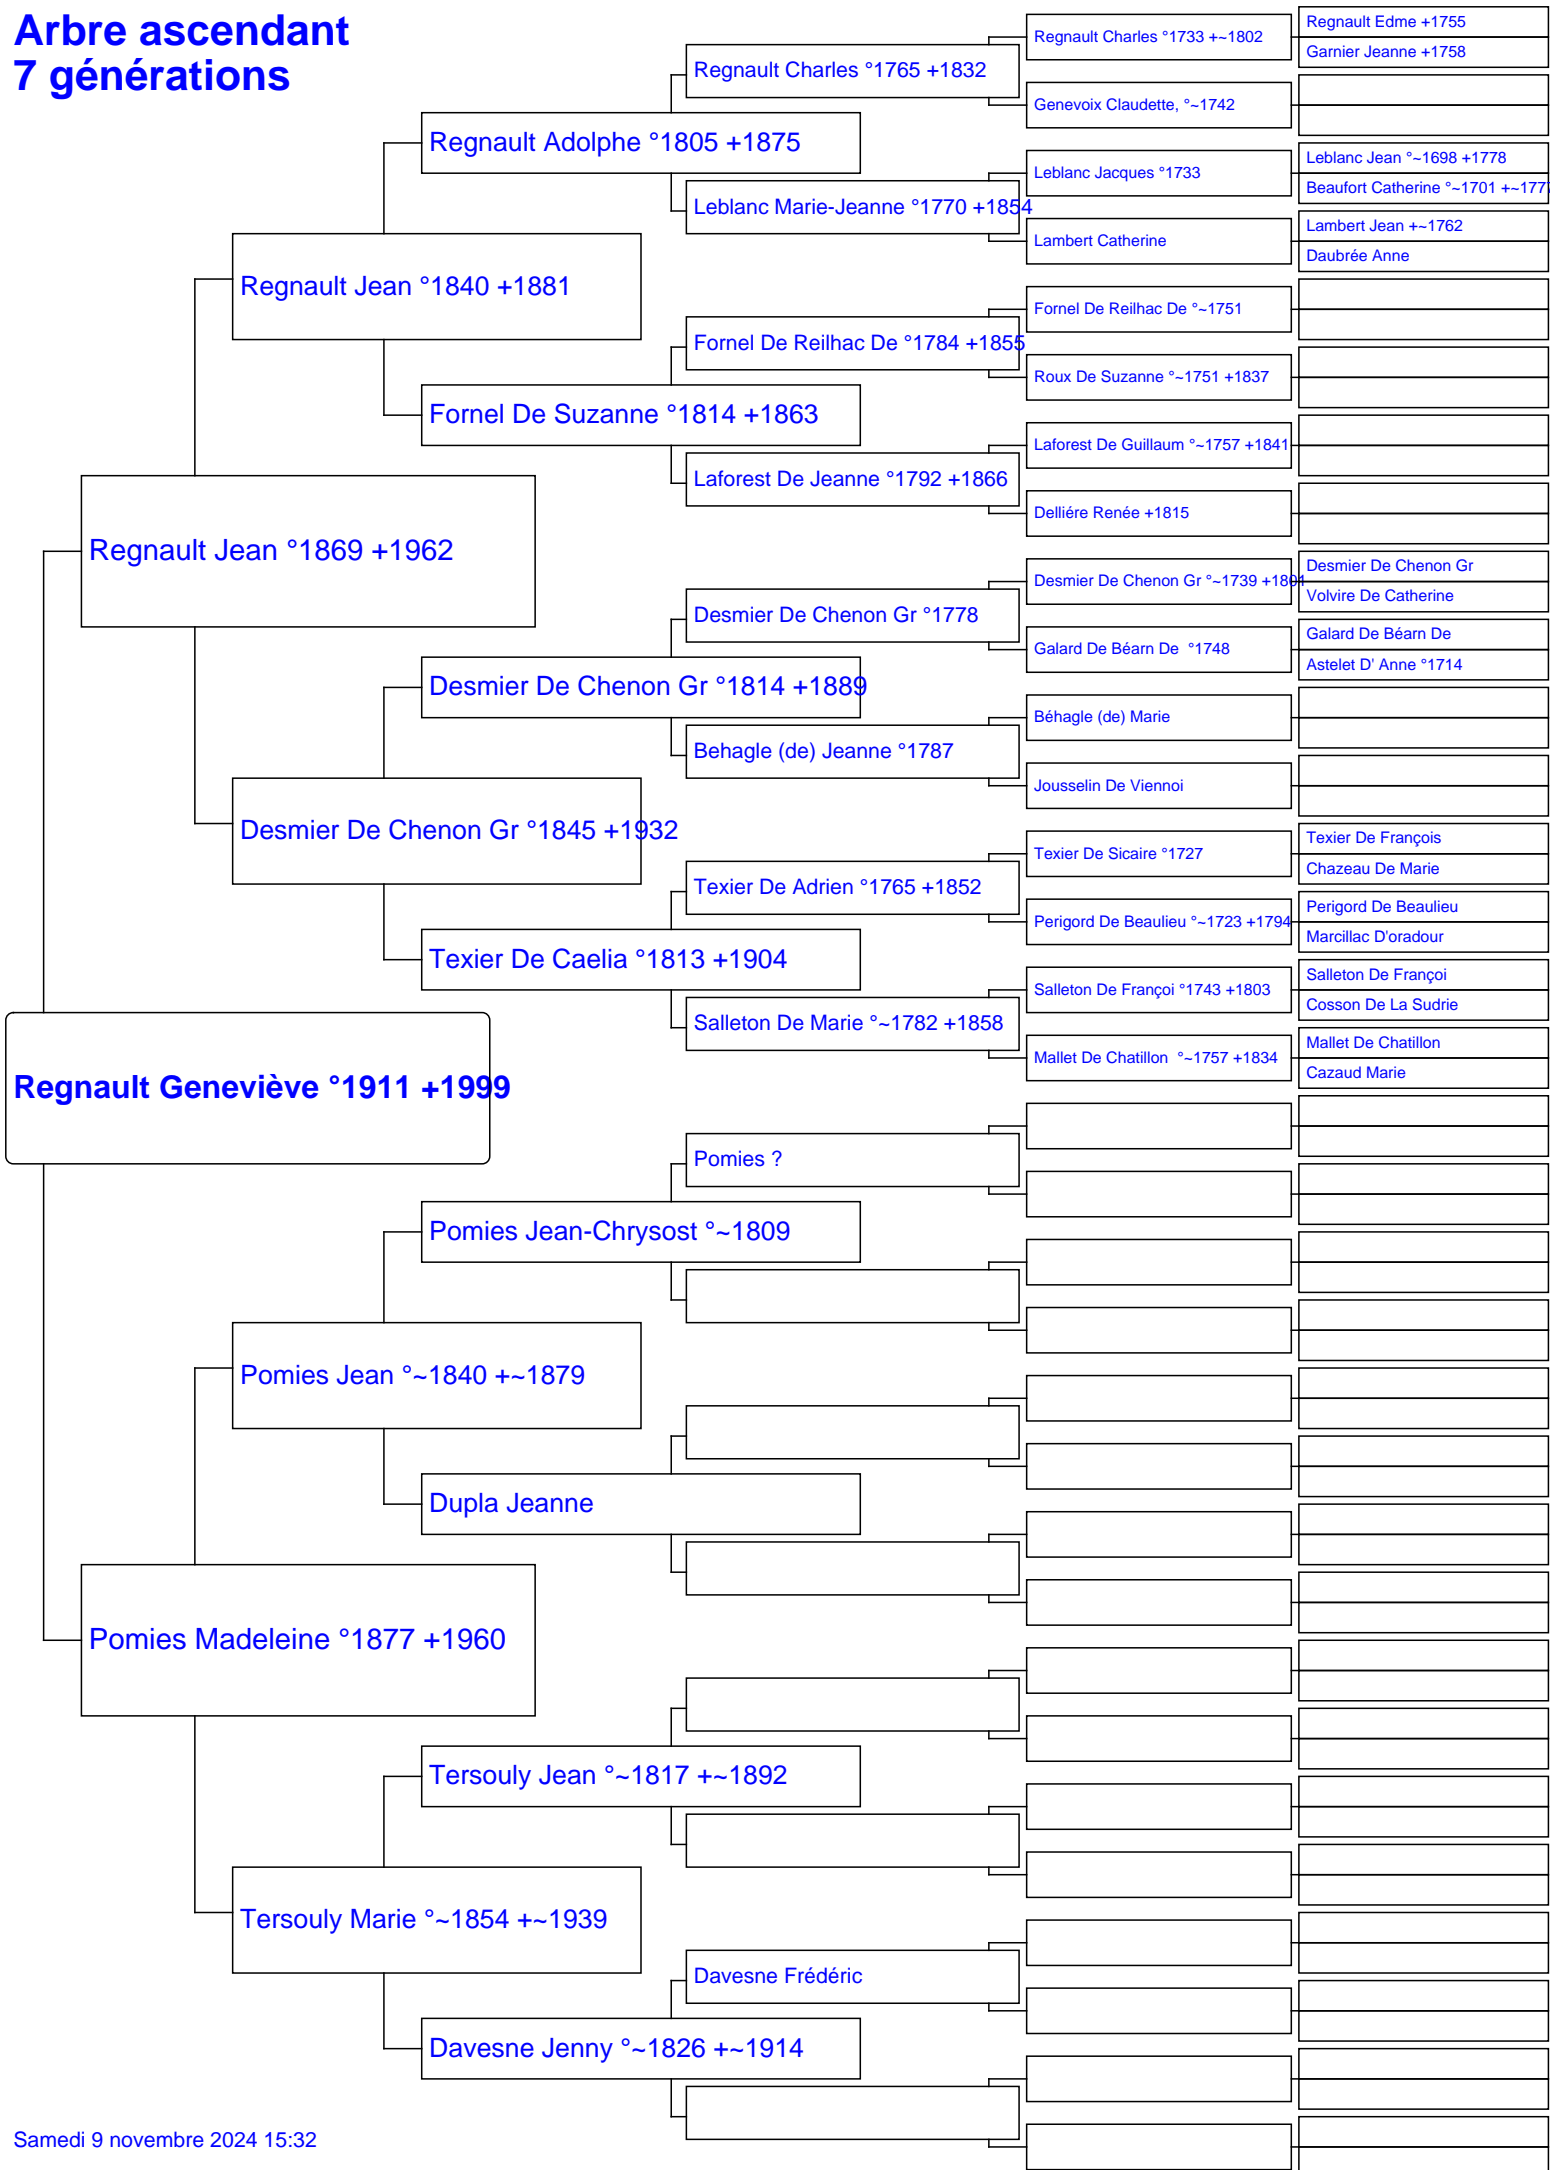 Arbre ascendant
7 générations
Regnault Geneviève °1911 +1999
Regnault Jean °1869 +1962
Pomies Madeleine °1877 +1960
Regnault Jean °1840 +1881
Desmier De Chenon Gr °1845 +1932
Pomies Jean °~1840 +~1879
Tersouly Marie °~1854 +~1939
Regnault Adolphe °1805 +1875
Fornel De Suzanne °1814 +1863
Desmier De Chenon Gr °1814 +1889
Texier De Caelia °1813 +1904
Pomies Jean-Chrysost °~1809
Dupla Jeanne
Tersouly Jean °~1817 +~1892
Davesne Jenny °~1826 +~1914
Regnault Charles °1765 +1832
Leblanc Marie-Jeanne °1770 +1854
Fornel De Reilhac De °1784 +1855
Laforest De Jeanne °1792 +1866
Desmier De Chenon Gr °1778
Behagle (de) Jeanne °1787
Texier De Adrien °1765 +1852
Salleton De Marie °~1782 +1858
Pomies ?
Davesne Frédéric
Regnault Charles °1733 +~1802
Genevoix Claudette, °~1742
Leblanc Jacques °1733
Lambert Catherine
Fornel De Reilhac De °~1751
Roux De Suzanne °~1751 +1837
Laforest De Guillaum °~1757 +1841
Delliére Renée +1815
Desmier De Chenon Gr °~1739 +1801
Galard De Béarn De  °1748
Béhagle (de) Marie
Jousselin De Viennoi
Texier De Sicaire °1727
Perigord De Beaulieu °~1723 +1794
Salleton De Françoi °1743 +1803
Mallet De Chatillon  °~1757 +1834
Regnault Edme +1755
Garnier Jeanne +1758
Leblanc Jean °~1698 +1778
Beaufort Catherine °~1701 +~177
Lambert Jean +~1762
Daubrée Anne
Desmier De Chenon Gr
Volvire De Catherine
Galard De Béarn De
Astelet D' Anne °1714
Texier De François
Chazeau De Marie
Perigord De Beaulieu
Marcillac D'oradour
Salleton De Françoi
Cosson De La Sudrie
Mallet De Chatillon
Cazaud Marie
Samedi 9 novembre 2024 15:32